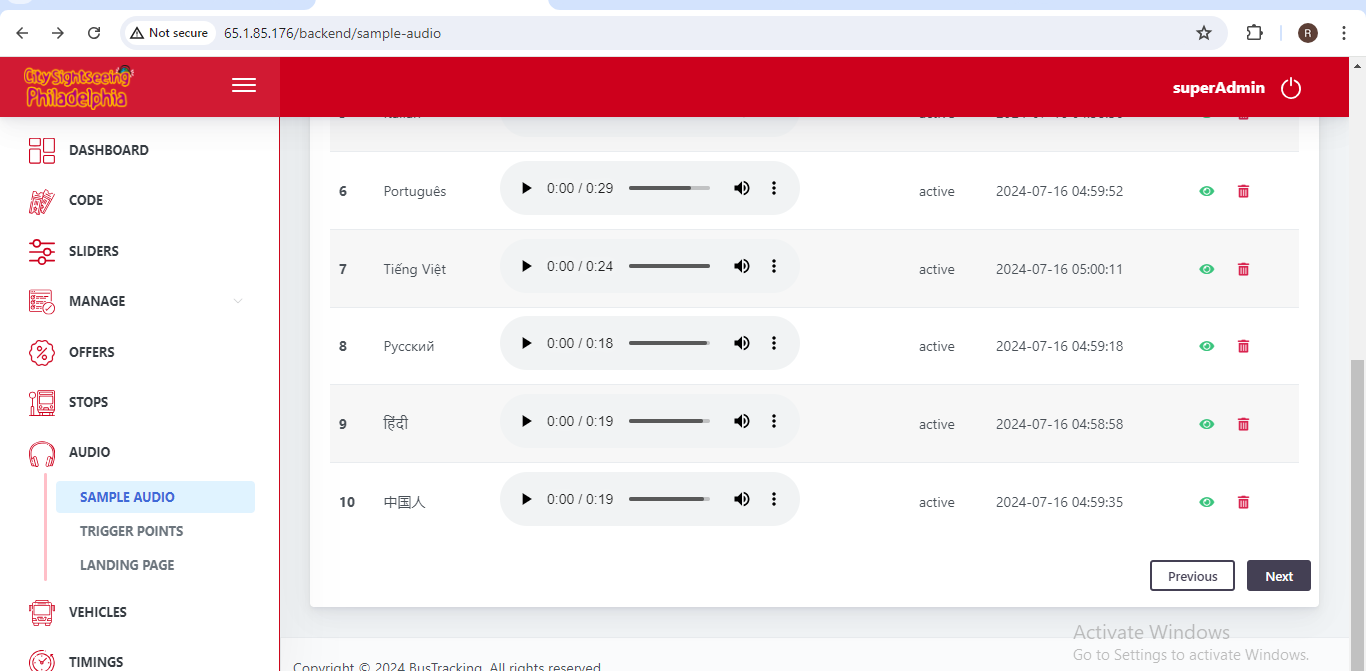 Not secure
65.1.85.176/backend/sample-audio
R
City Sightseeing
Philadelphia
superAdmin
DASHBOARD
CODE
SLIDERS
MANAGE
OFFERS
STOPS
AUDIO
SAMPLE AUDIO
TRIGGER POINTS
LANDING PAGE
VEHICLES
TIMINGS
6 Português 0:00 / 0:29 active 2024-07-16 04:59:52
7 Tiếng Việt 0:00 / 0:24 active 2024-07-16 05:00:11
8 Русский 0:00 / 0:18 active 2024-07-16 04:59:18
9 हिंदी 0:00 / 0:19 active 2024-07-16 04:58:58
10 中国人 0:00 / 0:19 active 2024-07-16 04:59:35
Previous Next
Activate Windows
Go to Settings to activate Windows.
Copyright © 2024 BusTracking. All rights reserved.